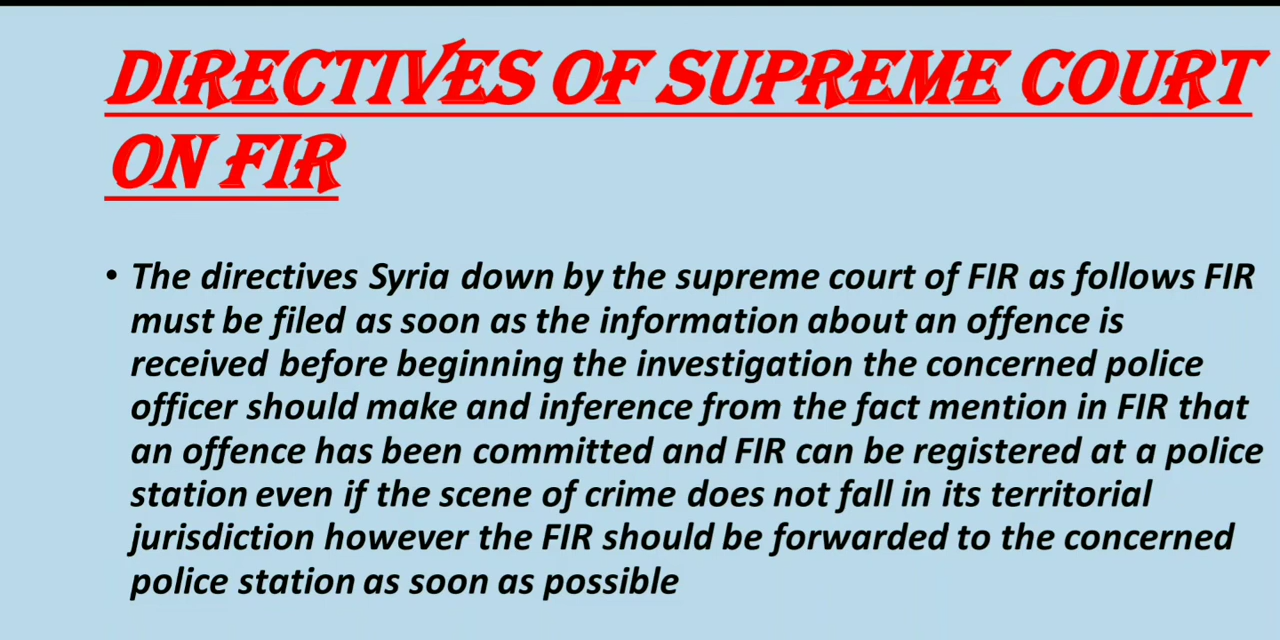 DIRECTIVES OF SUPREME COURT
ON FIR
• The directives Syria down by the supreme court of FIR as follows FIR
must be filed as soon as the information about an offence is
received before beginning the investigation the concerned police
officer should make and inference from the fact mention in FIR that
an offence has been committed and FIR can be registered at a police
station even if the scene of crime does not fall in its territorial
jurisdiction however the FIR should be forwarded to the concerned
police station as soon as possible